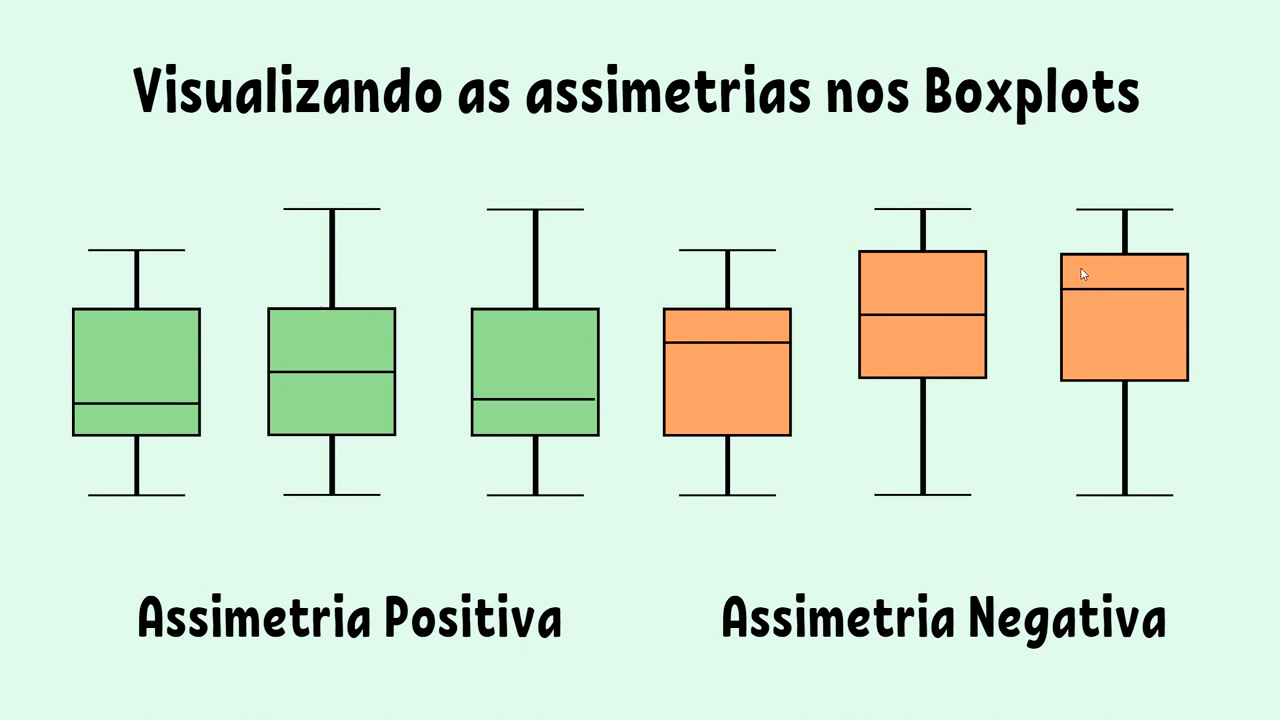 Visualizando as assimetrias nos Boxplots
Assimetria Positiva
Assimetria Negativa